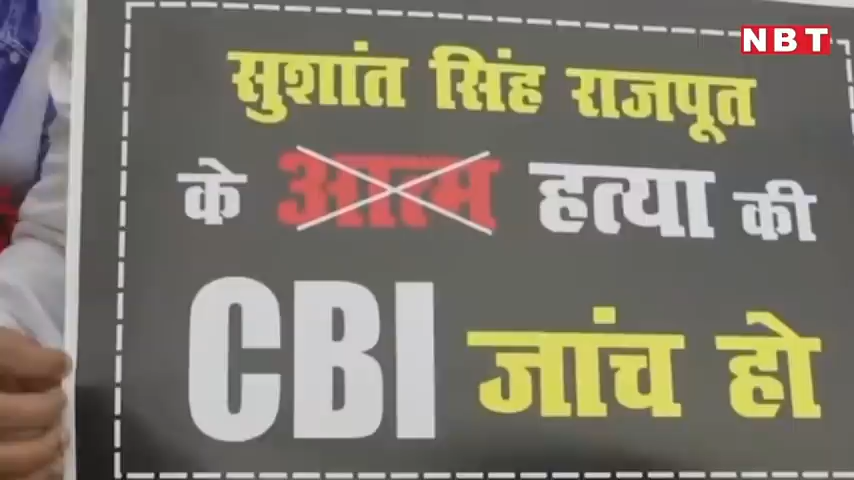 NBT
सुशांत सिंह राजपूत
के आत्म हत्या की
CBI जांच हो